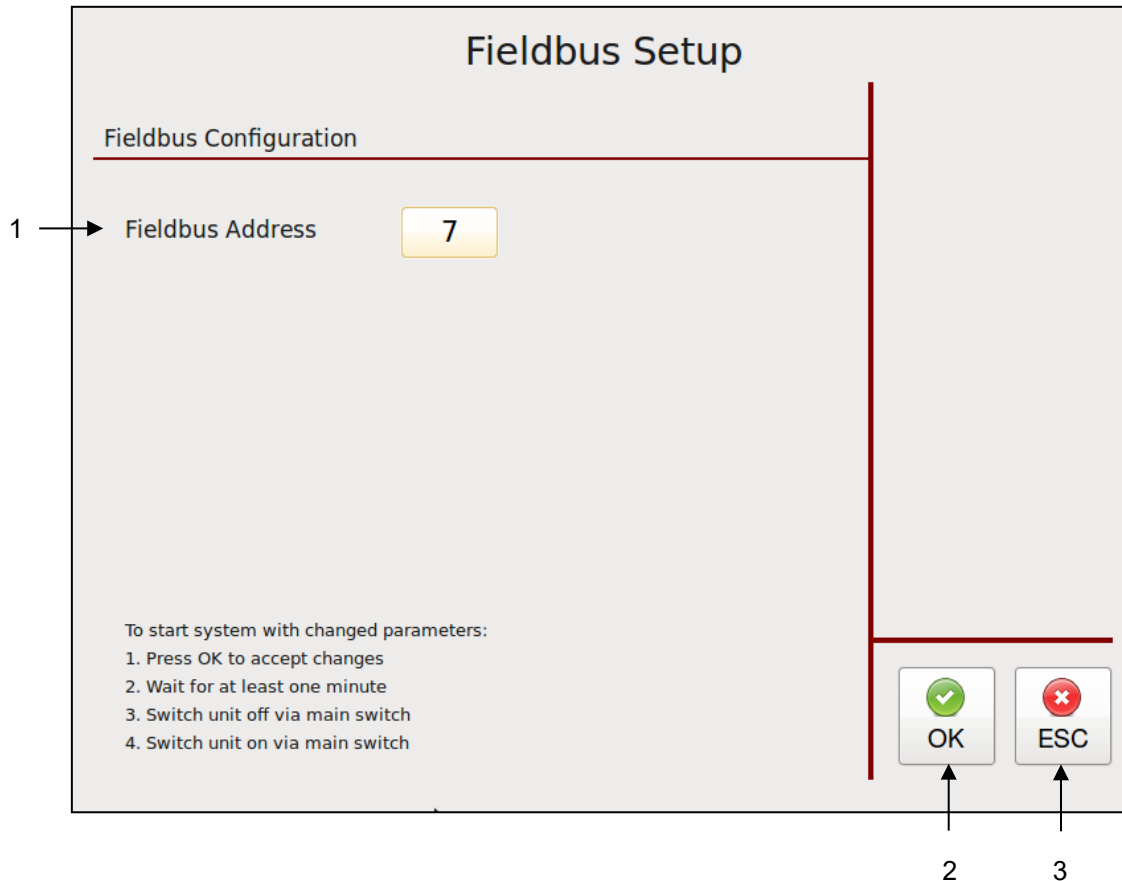 Fieldbus Setup
Fieldbus Configuration
1
Fieldbus Address
7
To start system with changed parameters:
1. Press OK to accept changes
2. Wait for at least one minute
3. Switch unit off via main switch
4. Switch unit on via main switch
OK
ESC
2
3